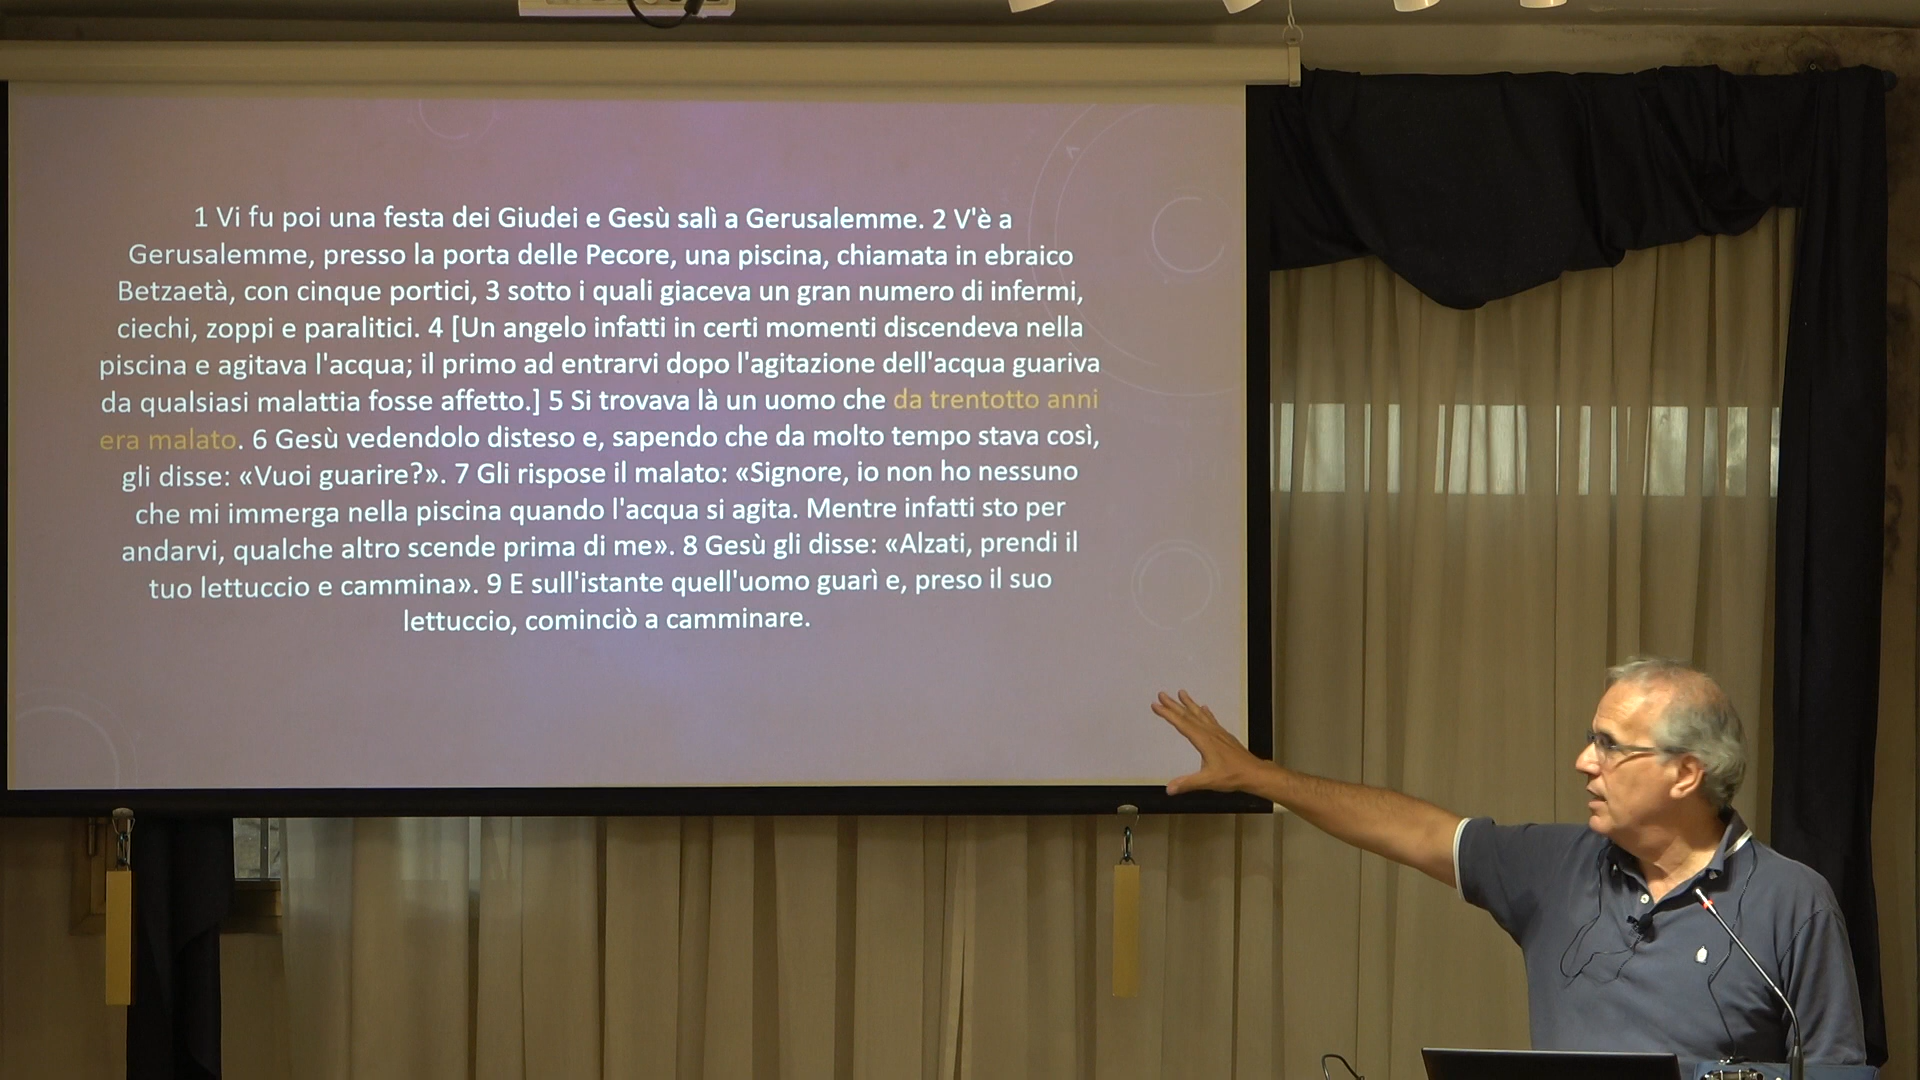 1 Vi fu poi una festa dei Giudei e Gesù salì a Gerusalemme. 2 V'è a
Gerusalemme, presso la porta delle Pecore, una piscina, chiamata in ebraico
Betzaetà, con cinque portici, 3 sotto i quali giaceva un gran numero di infermi,
ciechi, zoppi e paralitici. 4 [Un angelo infatti in certi momenti discendeva nella
piscina e agitava l'acqua; il primo ad entrarvi dopo l'agitazione dell'acqua guariva
da qualsiasi malattia fosse affetto.] 5 Si trovava là un uomo che da trentotto anni
era malato. 6 Gesù vedendolo disteso e, sapendo che da molto tempo stava così,
gli disse: «Vuoi guarire?». 7 Gli rispose il malato: «Signore, io non ho nessuno
che mi immerga nella piscina quando l'acqua si agita. Mentre infatti sto per
andarvi, qualche altro scende prima di me». 8 Gesù gli disse: «Alzati, prendi il
tuo lettuccio e cammina». 9 E sull'istante quell'uomo guarì e, preso il suo
lettuccio, cominciò a camminare.